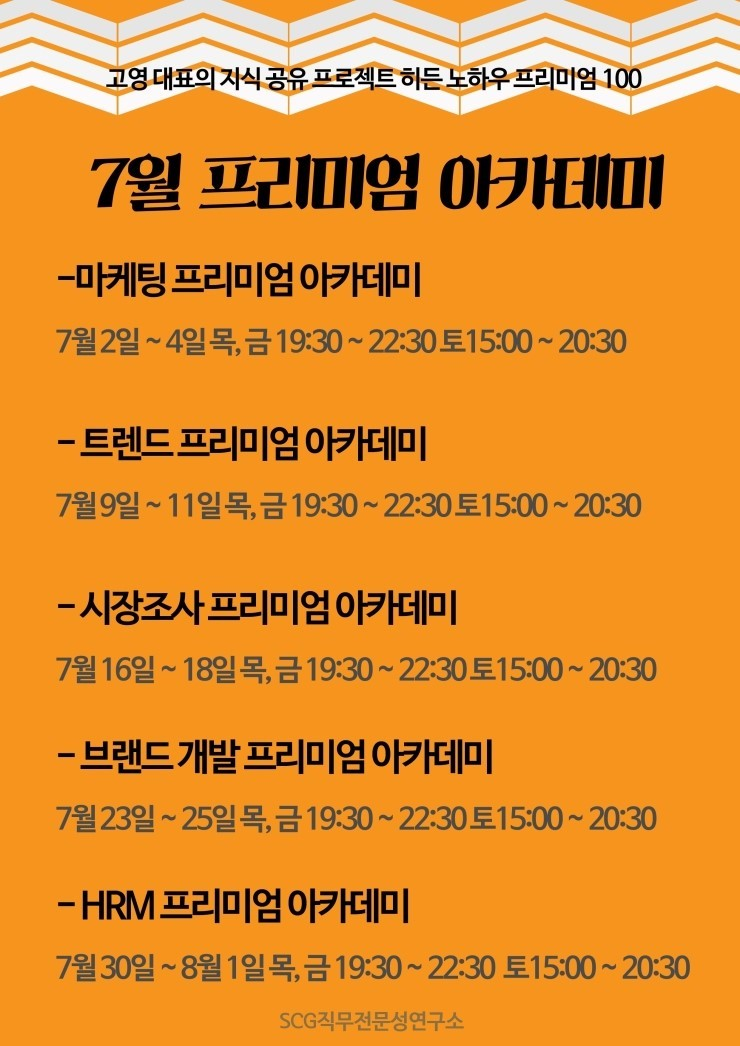 고영 대표의 지식 공유 프로젝트 히든 노하우 프리미엄 100
7월 프리미엄 아카데미
-마케팅 프리미엄 아카데미
7월 2일 ~ 4일 목, 금 19:30 ~ 22:30 토15:00 ~ 20:30
- 트렌드 프리미엄 아카데미
7월 9일 ~ 11일 목, 금 19:30 ~ 22:30 토15:00 ~ 20:30
- 시장조사 프리미엄 아카데미
7월 16일 ~ 18일 목, 금 19:30 ~ 22:30 토15:00 ~ 20:30
- 브랜드 개발 프리미엄 아카데미
7월 23일 ~ 25일 목, 금 19:30 ~ 22:30 토15:00 ~ 20:30
- HRM 프리미엄 아카데미
7월 30일 ~ 8월 1일 목, 금 19:30 ~ 22:30 토15:00 ~ 20:30
SCG직무전문성연구소